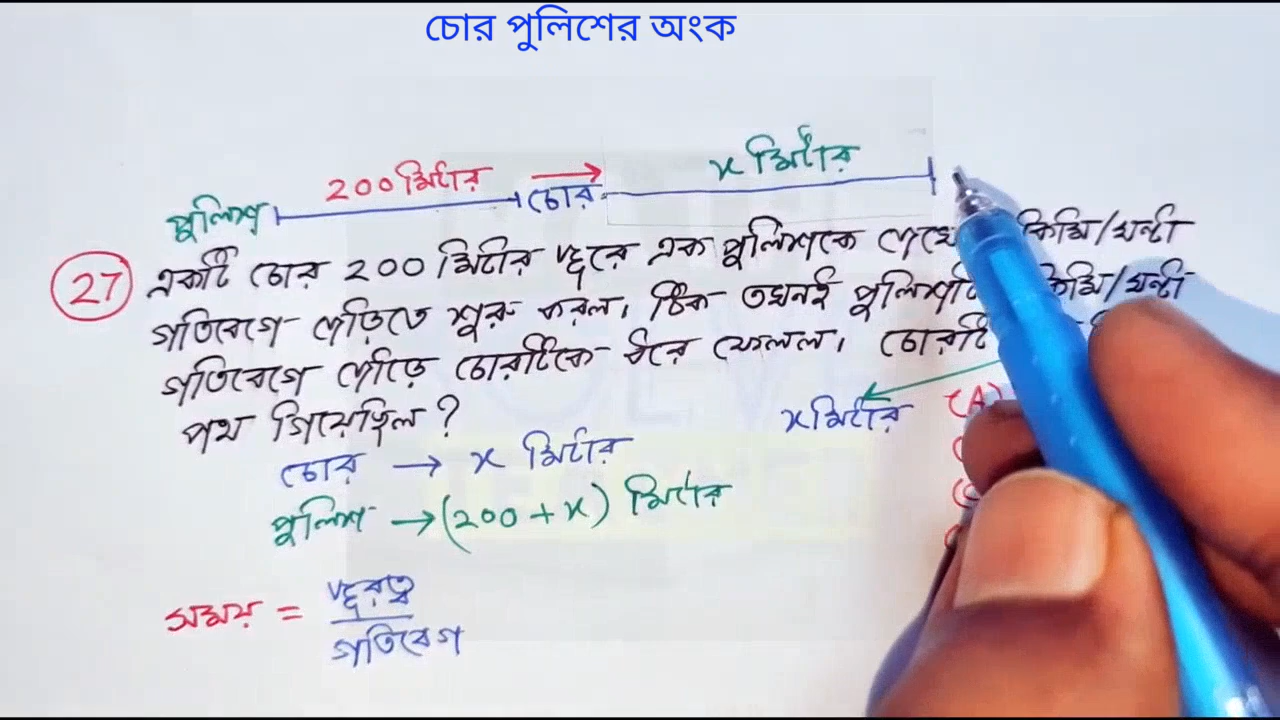 চোর পুলিশের অংক
200 মিটার
x মিটার
পুলিশ
চোর
27
একটি চোর 200 মিটার দূরে এক পুলিশকে দেখে কিমি/ঘন্টা
গতিবেগে দৌড়াতে শুরু করল। ঠিক তখনই পুলিশটি কিমি/ঘন্টা
গতিবেগে দৌড়ে চোরটিকে ধরে ফেলল। চোরটি
পথ গিয়েছিল?
x মিটার
(A)
চোর → x মিটার
পুলিশ → (200 + x) মিটার
সময় = দূরত্ব
গতিবেগ